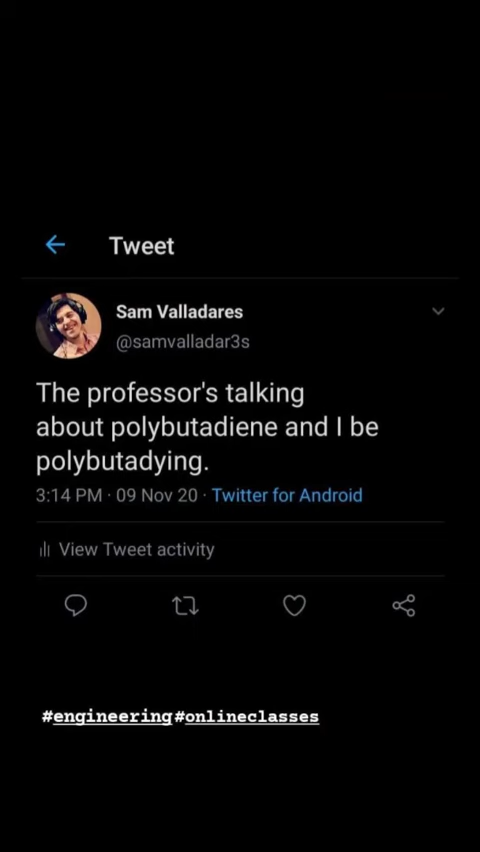 Tweet
Sam Valladares
@samvalladar3s
The professor's talking
about polybutadiene and I be
polybutadying.
3:14 PM · 09 Nov 20 · Twitter for Android
View Tweet activity
#engineering #onlineclasses